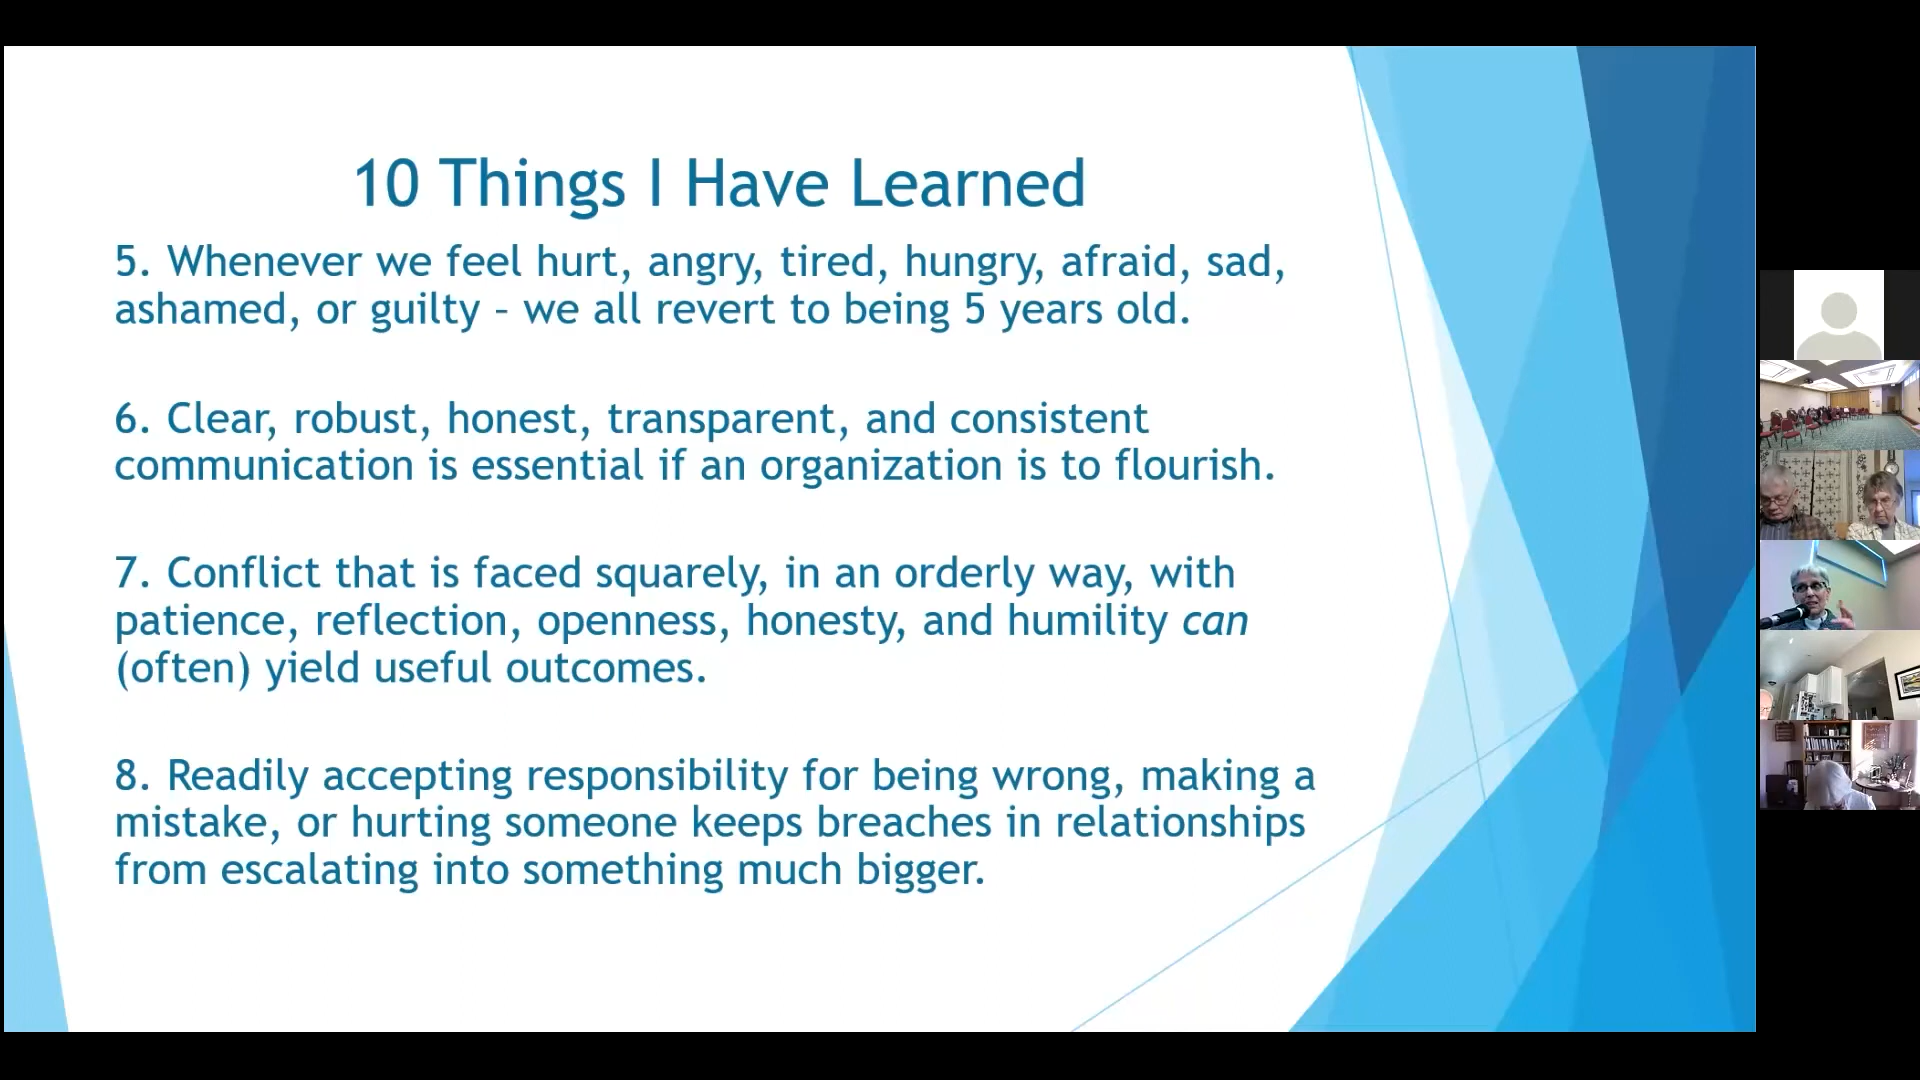 10 Things I Have Learned
5. Whenever we feel hurt, angry, tired, hungry, afraid, sad,
ashamed, or guilty – we all revert to being 5 years old.
6. Clear, robust, honest, transparent, and consistent
communication is essential if an organization is to flourish.
7. Conflict that is faced squarely, in an orderly way, with
patience, reflection, openness, honesty, and humility can
(often) yield useful outcomes.
8. Readily accepting responsibility for being wrong, making a
mistake, or hurting someone keeps breaches in relationships
from escalating into something much bigger.